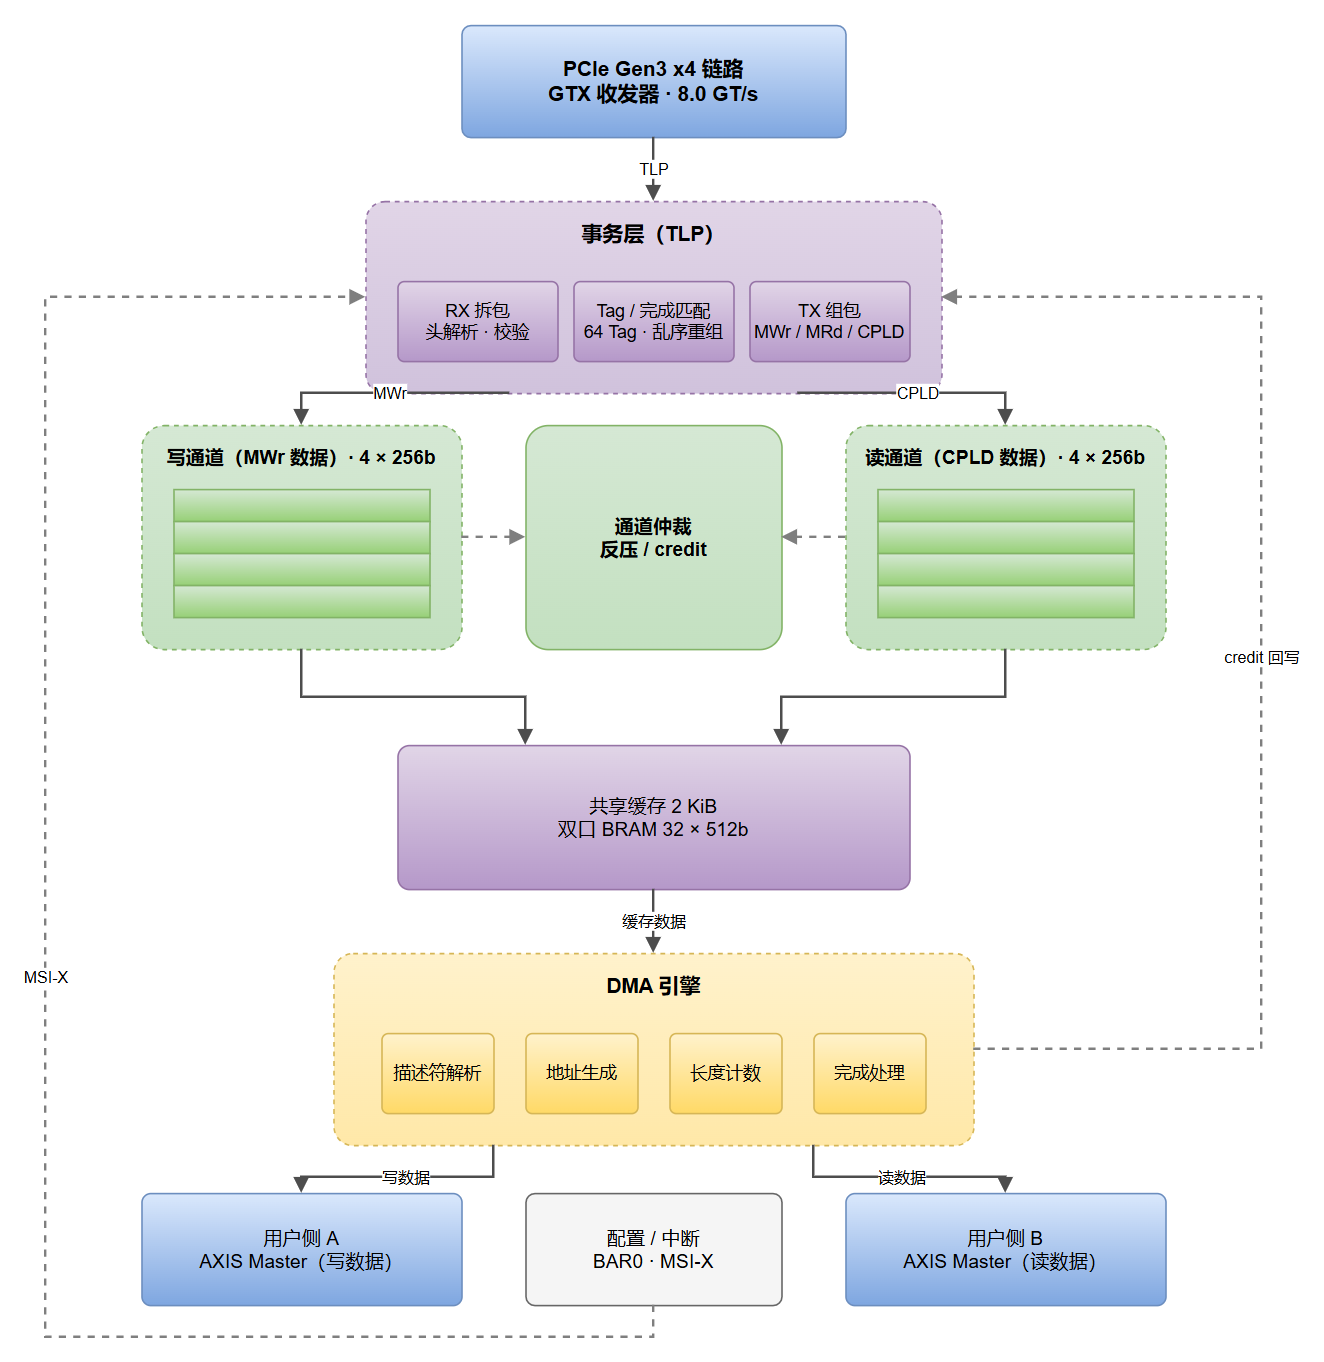 PCIe Gen3 x4 链路
GTX 收发器 · 8.0 GT/s
TLP
事务层（TLP）
RX 拆包
头解析 · 校验
Tag / 完成匹配
64 Tag · 乱序重组
TX 组包
MWr / MRd / CPLD
MWr
CPLD
写通道（MWr 数据）· 4 × 256b
通道仲裁
反压 / credit
读通道（CPLD 数据）· 4 × 256b
credit 回写
共享缓存 2 KiB
双口 BRAM 32 × 512b
缓存数据
MSI-X
DMA 引擎
描述符解析
地址生成
长度计数
完成处理
写数据
读数据
用户侧 A
AXIS Master（写数据）
配置 / 中断
BAR0 · MSI-X
用户侧 B
AXIS Master（读数据）